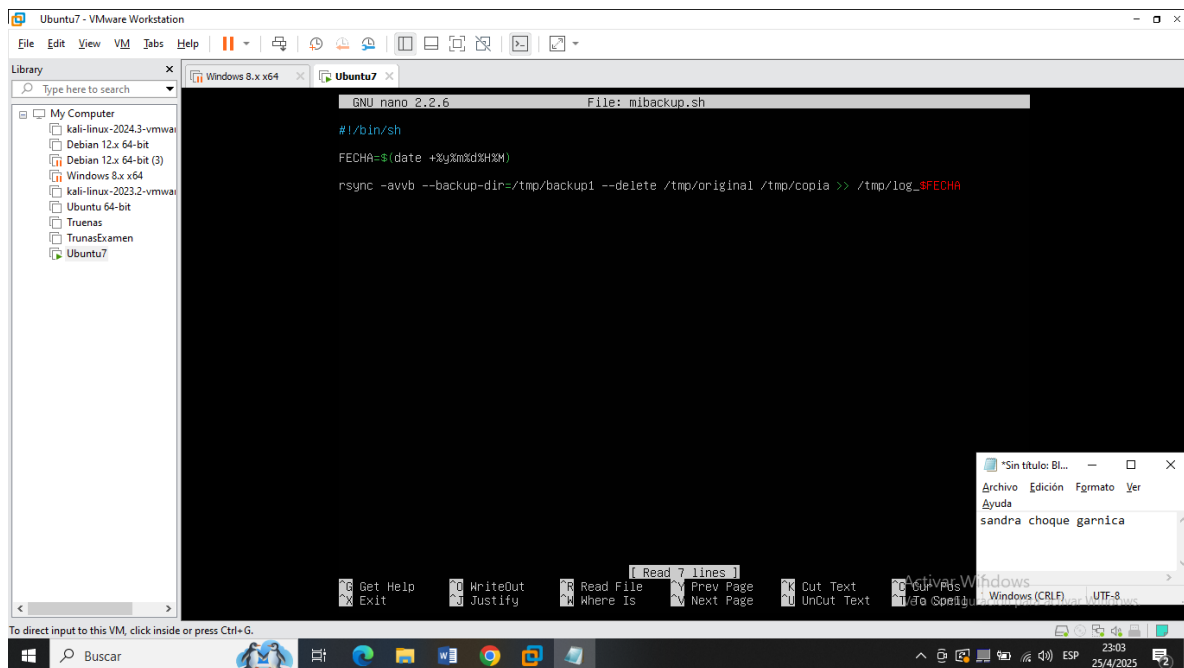 Ubuntu7 - VMware Workstation
File Edit View VM Tabs Help
Library
Type here to search
My Computer
kali-linux-2024.3-vmwar
Debian 12.x 64-bit
Debian 12.x 64-bit (3)
Windows 8.x x64
kali-linux-2023.2-vmwar
Ubuntu 64-bit
Truenas
TrunasExamen
Ubuntu7
Windows 8.x x64
Ubuntu7
GNU nano 2.2.6 File: mibackup.sh
#!/bin/sh
FECHA=$(date +%y%m%d%H%M)
rsync -avvb --backup-dir=/tmp/backup1 --delete /tmp/original /tmp/copia >> /tmp/log_$FECHA
[ Read 7 lines ]
^G Get Help ^O WriteOut ^R Read File ^Y Prev Page ^K Cut Text ^C Cur Pos
^X Exit ^J Justify ^W Where Is ^V Next Page ^U UnCut Text ^T To Spell
Activar Windows
*Sin título: Bl...
Archivo Edición Formato Ver
Ayuda
sandra choque garnica
Windows (CRLF) UTF-8
To direct input to this VM, click inside or press Ctrl+G.
Buscar
ESP
23:03
25/4/2025
2